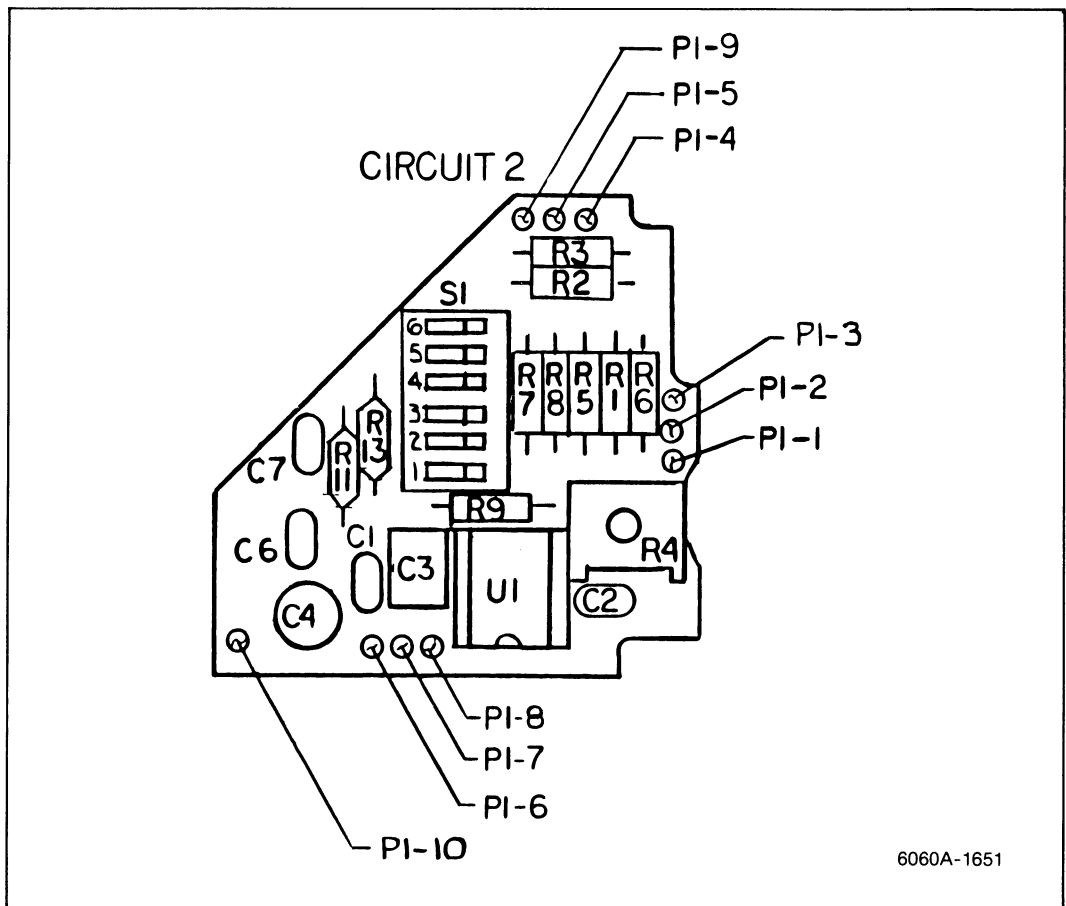 P1-9
P1-5
P1-4
CIRCUIT 2
R3
R2
S1
6
5
4
3
2
1
R7
R8
R5
R1
R6
P1-3
P1-2
P1-1
R13
R11
C7
R9
C6
C1
C3
R4
U1
C2
C4
P1-8
P1-7
P1-6
P1-10
6060A-1651